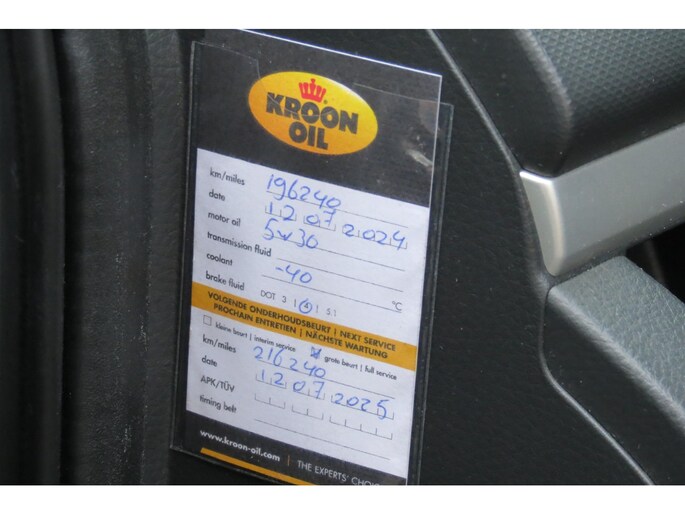 KROON
OIL
km/miles 196240
date 12 07 2024
motor oil 5w30
transmission fluid
coolant -40 °C
brake fluid DOT 3 | 4 | 5.1
VOLGENDE ONDERHOUDSBEURT | NEXT SERVICE
PROCHAIN ENTRETIEN | NÄCHSTE WARTUNG
kleine beurt | interim service grote beurt | full service
km/miles 216240
date 12 07 2025
APK/TÜV
timing belt
www.kroon-oil.com | THE EXPERTS' CHOIC